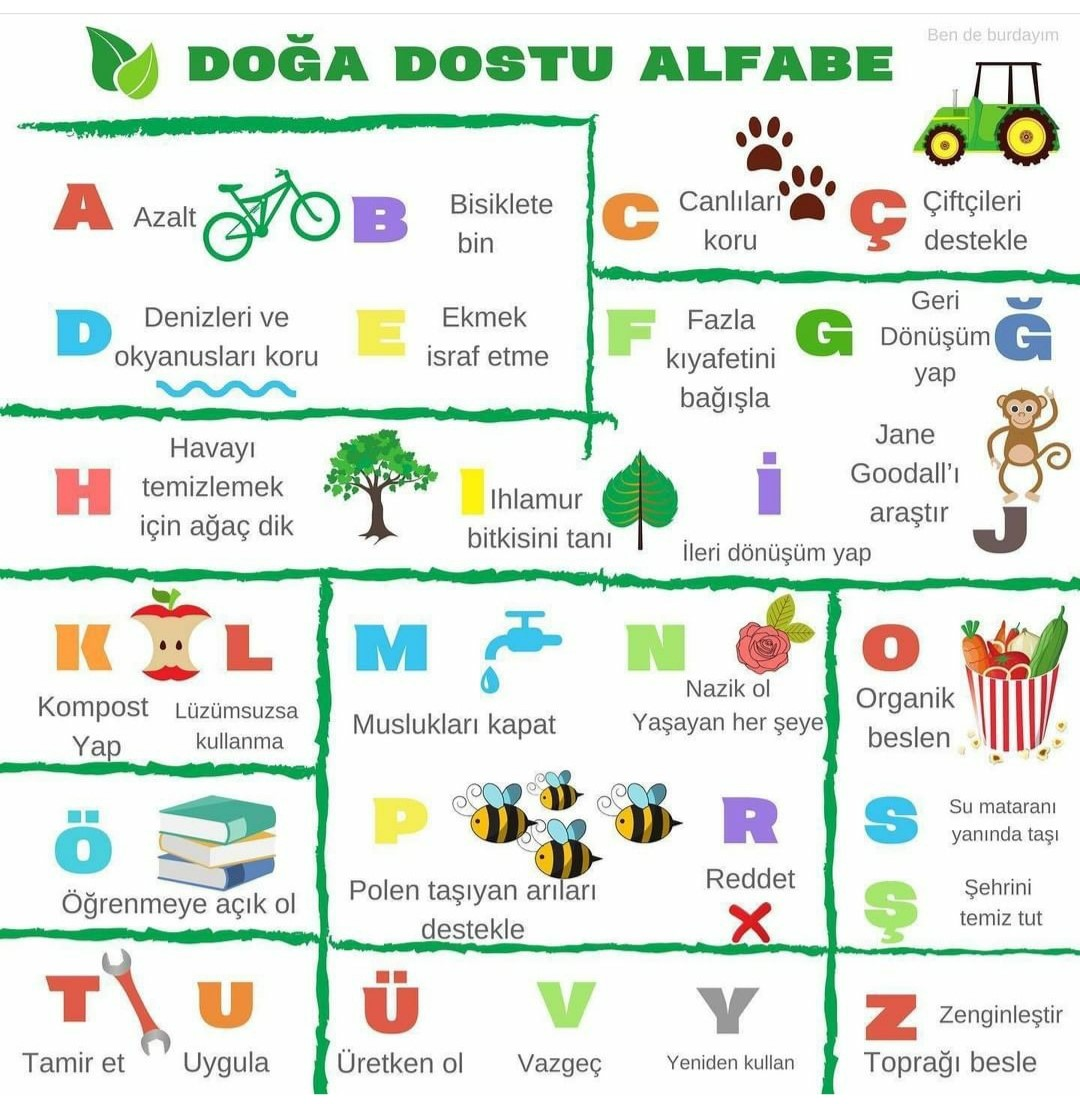 DOĞA DOSTU ALFABE
Ben de burdayım
A
Azalt
B
Bisiklete
bin
C
Canlıları
koru
Ç
Çiftçileri
destekle
D
Denizleri ve
okyanusları koru
E
Ekmek
israf etme
F
Fazla
kıyafetini
bağışla
G
Geri
Dönüşüm
yap
Ğ
H
Havayı
temizlemek
için ağaç dik
I
Ihlamur
bitkisini tanı
i
İleri dönüşüm yap
Jane
Goodall’ı
araştır
J
K
Kompost
Yap
L
Lüzümsuzsa
kullanma
M
Muslukları kapat
N
Nazik ol
Yaşayan her şeye
O
Organik
beslen
Ö
Öğrenmeye açık ol
P
Polen taşıyan arıları
destekle
R
Reddet
S
Su mataranı
yanında taşı
Ş
Şehrini
temiz tut
T
Tamir et
U
Uygula
Ü
Üretken ol
V
Vazgeç
Y
Yeniden kullan
Z
Zenginleştir
Toprağı besle